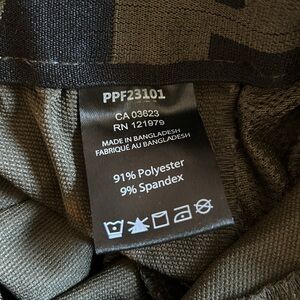 PPF23101
CA 03623
RN 121979
MADE IN BANGLADESH
FABRIQUÉ AU BANGLADESH
91% Polyester
9% Spandex